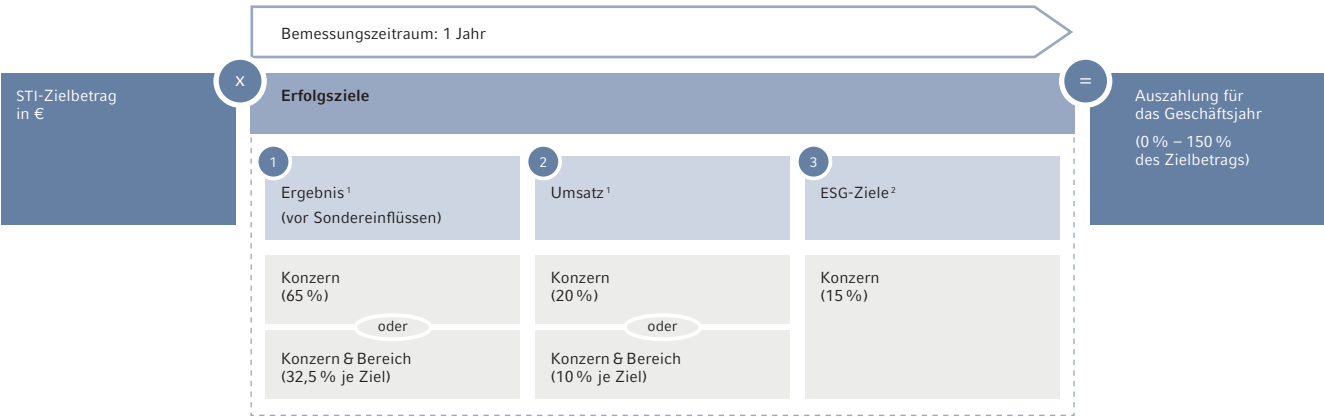 Bemessungszeitraum: 1 Jahr
STI-Zielbetrag
in €
x
Erfolgsziele
=
Auszahlung für
das Geschäftsjahr
(0 % – 150 %
des Zielbetrags)
1
Ergebnis¹
(vor Sondereinflüssen)
2
Umsatz¹
3
ESG-Ziele²
Konzern
(65 %)
oder
Konzern & Bereich
(32,5 % je Ziel)
Konzern
(20 %)
oder
Konzern & Bereich
(10 % je Ziel)
Konzern
(15 %)